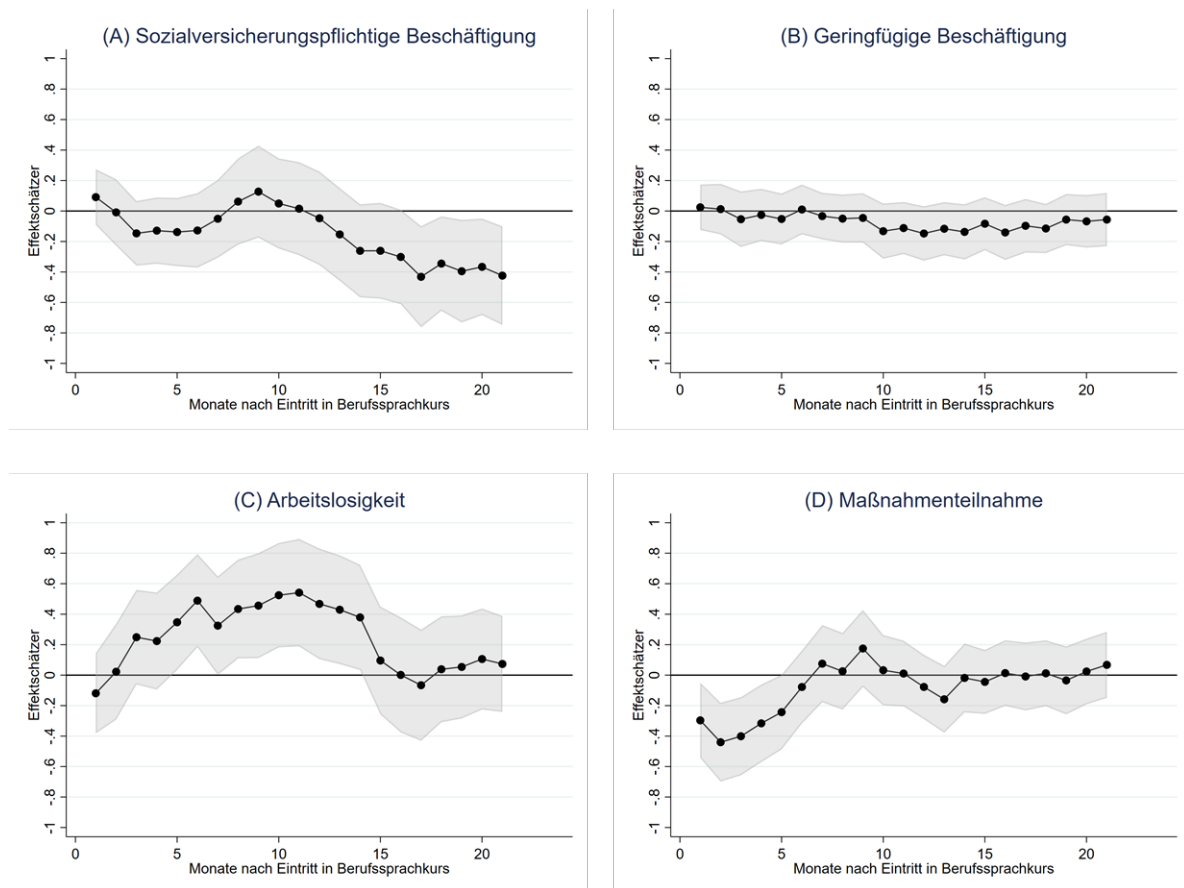 (A) Sozialversicherungspflichtige Beschäftigung
Effektschätzer
1
.8
.6
.4
.2
0
-.2
-.4
-.6
-.8
-1
0 5 10 15 20
Monate nach Eintritt in Berufssprachkurs
(B) Geringfügige Beschäftigung
Effektschätzer
1
.8
.6
.4
.2
0
-.2
-.4
-.6
-.8
-1
0 5 10 15 20
Monate nach Eintritt in Berufssprachkurs
(C) Arbeitslosigkeit
Effektschätzer
1
.8
.6
.4
.2
0
-.2
-.4
-.6
-.8
-1
0 5 10 15 20
Monate nach Eintritt in Berufssprachkurs
(D) Maßnahmenteilnahme
Effektschätzer
1
.8
.6
.4
.2
0
-.2
-.4
-.6
-.8
-1
0 5 10 15 20
Monate nach Eintritt in Berufssprachkurs